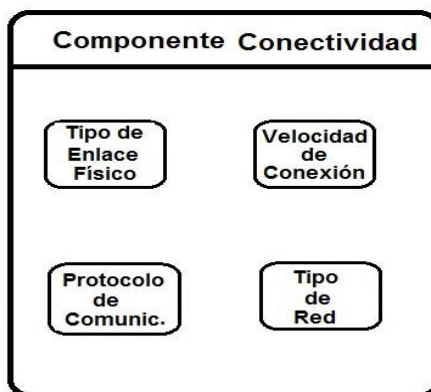 Componente Conectividad
Tipo de
Enlace
Físico
Velocidad
de
Conexión
Protocolo
de
Comunic.
Tipo
de
Red